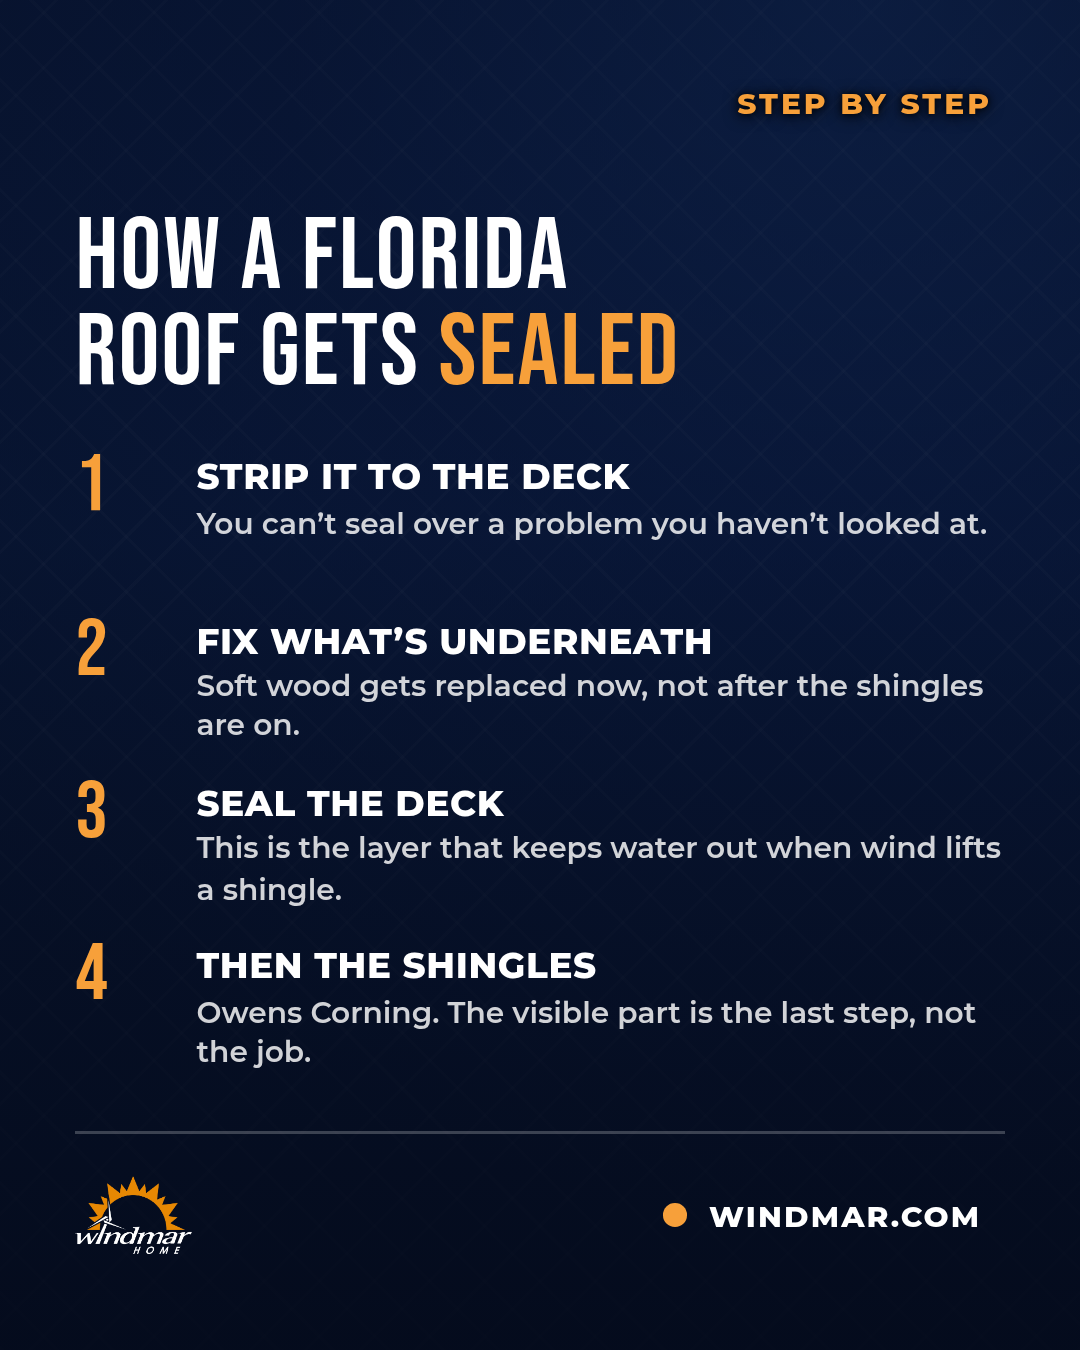 STEP BY STEP
HOW A FLORIDA
ROOF GETS SEALED
1
STRIP IT TO THE DECK
You can’t seal over a problem you haven’t looked at.
2
FIX WHAT’S UNDERNEATH
Soft wood gets replaced now, not after the shingles
are on.
3
SEAL THE DECK
This is the layer that keeps water out when wind lifts
a shingle.
4
THEN THE SHINGLES
Owens Corning. The visible part is the last step, not
the job.
windmar
HOME
WINDMAR.COM